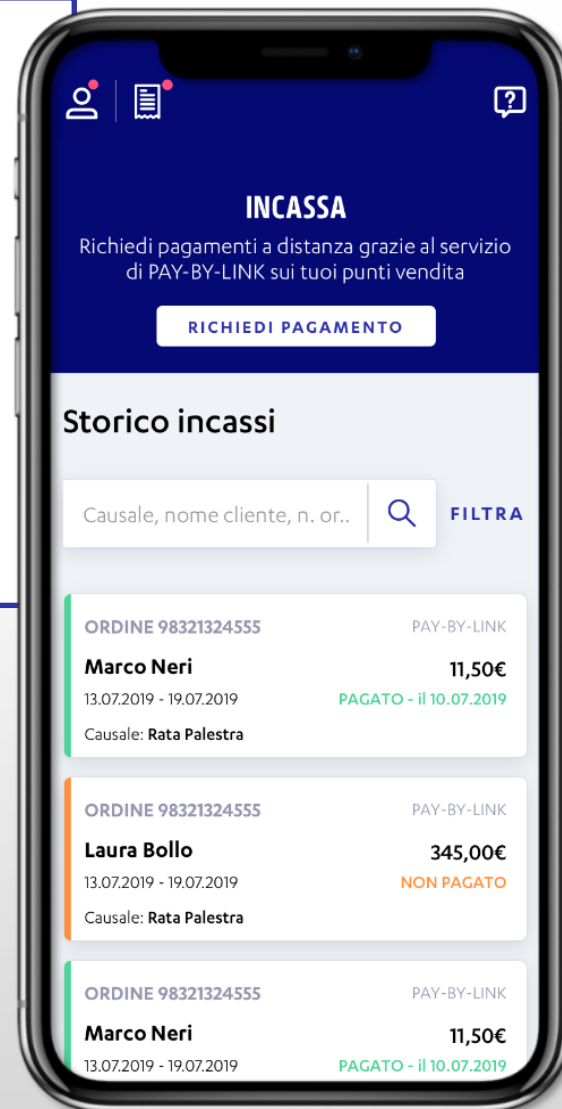 INCASSA
Richiedi pagamenti a distanza grazie al servizio
di PAY-BY-LINK sui tuoi punti vendita
RICHIEDI PAGAMENTO
Storico incassi
Causale, nome cliente, n. or..
FILTRA
ORDINE 98321324555 PAY-BY-LINK
Marco Neri 11,50€
13.07.2019 - 19.07.2019 PAGATO - il 10.07.2019
Causale: Rata Palestra
ORDINE 98321324555 PAY-BY-LINK
Laura Bollo 345,00€
13.07.2019 - 19.07.2019 NON PAGATO
Causale: Rata Palestra
ORDINE 98321324555 PAY-BY-LINK
Marco Neri 11,50€
13.07.2019 - 19.07.2019 PAGATO - il 10.07.2019